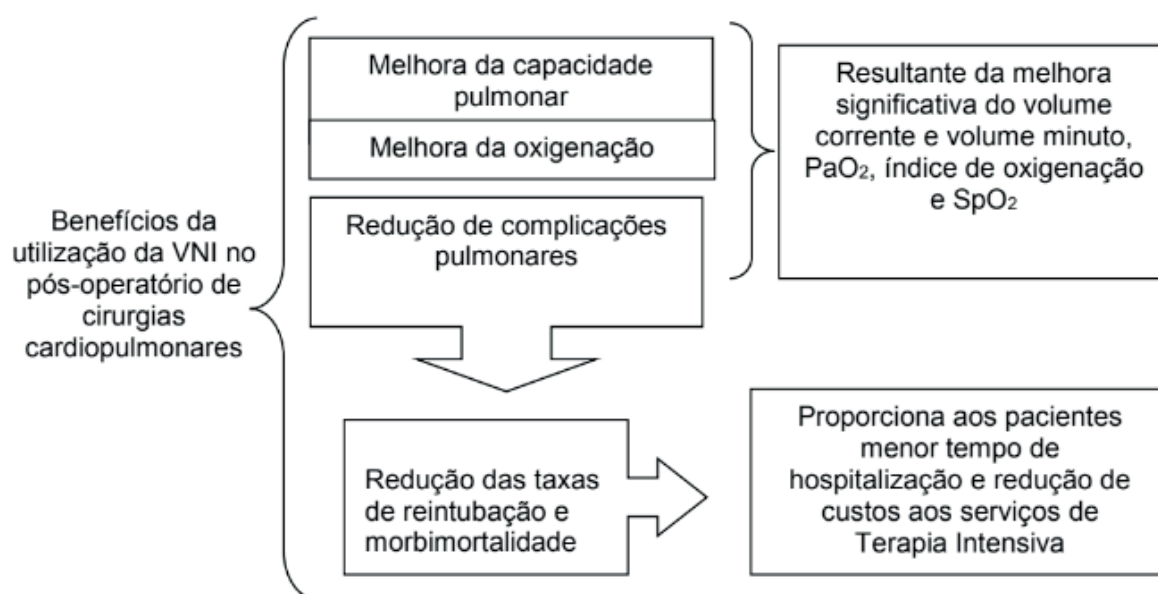 Benefícios da
utilização da VNI no
pós-operatório de
cirurgias
cardiopulmonares
Melhora da capacidade
pulmonar
Melhora da oxigenação
Redução de complicações
pulmonares
Resultante da melhora
significativa do volume
corrente e volume minuto,
PaO₂, índice de oxigenação
e SpO₂
Redução das taxas
de reintubação e
morbimortalidade
Proporciona aos pacientes
menor tempo de
hospitalização e redução de
custos aos serviços de
Terapia Intensiva